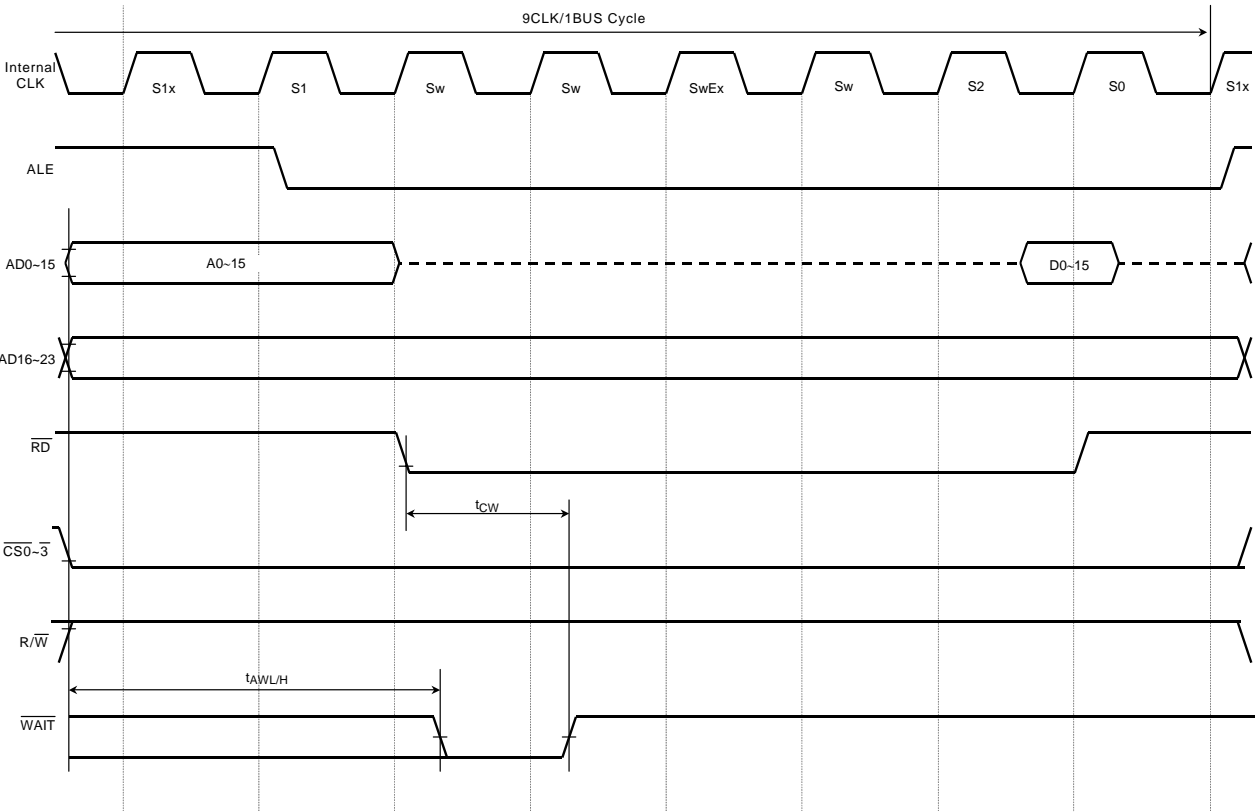 9CLK/1BUS Cycle
Internal
CLK
S1x S1 Sw Sw SwEx Sw S2 S0 S1x
ALE
AD0~15 A0~15 D0~15
AD16~23
RD
tCW
CS0~3
R/W
tAWL/H
WAIT